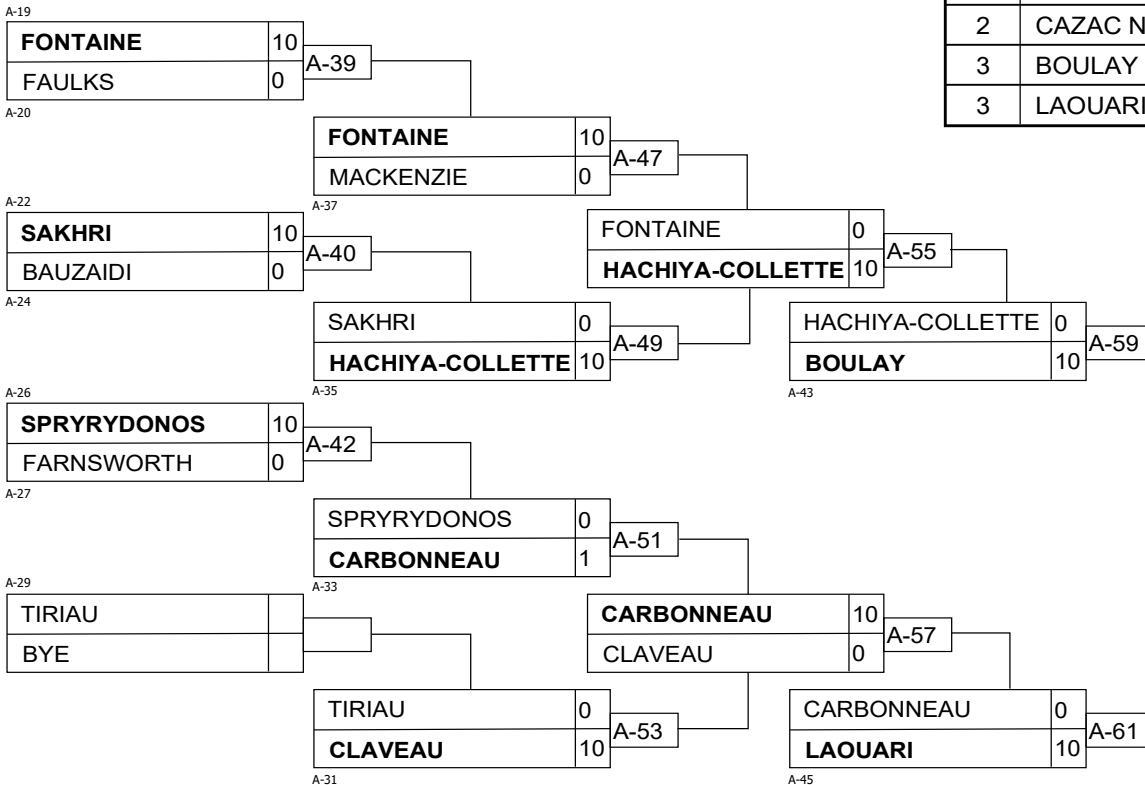 A-19
FONTAINE 10
A-39
FAULKS 0
A-20
2 CAZAC N
3 BOULAY
3 LAOUARI
FONTAINE 10
A-47
MACKENZIE 0
A-37
A-22
SAKHRI 10
A-40
BAUZAIDI 0
A-24
FONTAINE 0
A-55
HACHIYA-COLLETTE 10
SAKHRI 0
A-49
HACHIYA-COLLETTE 10
A-35
HACHIYA-COLLETTE 0
A-59
BOULAY 10
A-43
A-26
SPRYRYDONOS 10
A-42
FARNSWORTH 0
A-27
SPRYRYDONOS 0
A-51
CARBONNEAU 1
A-33
A-29
TIRIAU
BYE
CARBONNEAU 10
A-57
CLAVEAU 0
TIRIAU 0
A-53
CLAVEAU 10
A-31
CARBONNEAU 0
A-61
LAOUARI 10
A-45